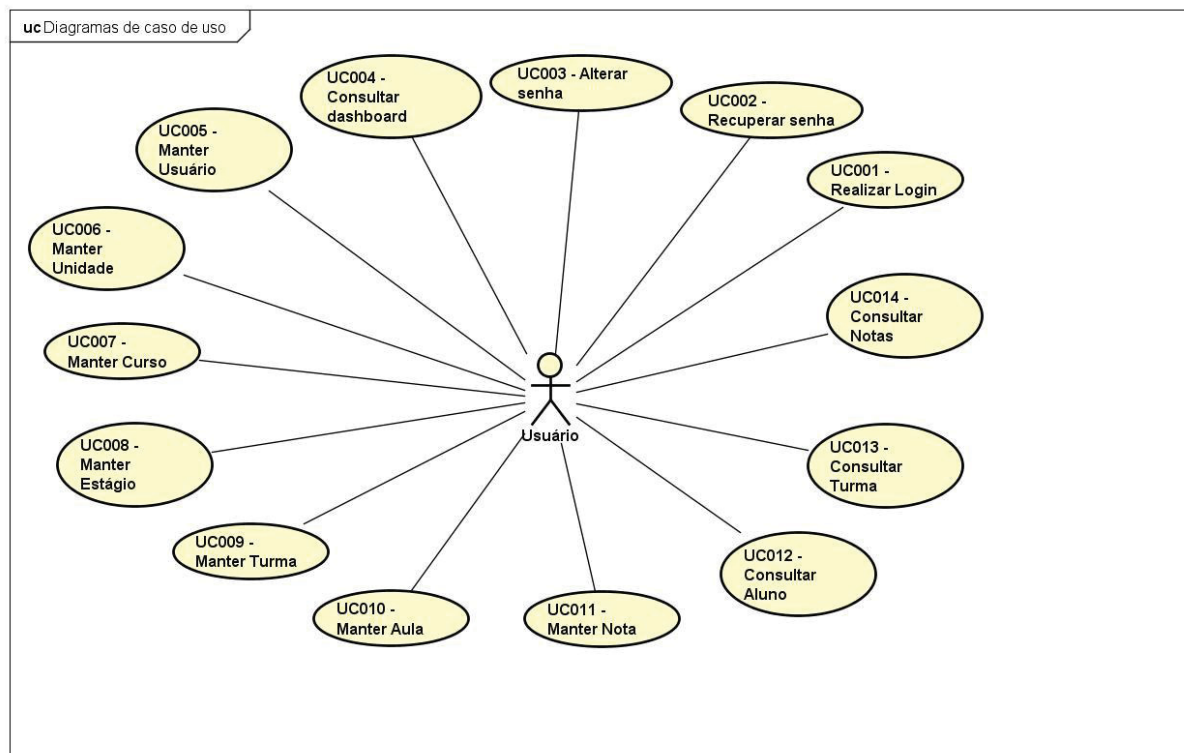 uc Diagramas de caso de uso
UC004 -
Consultar
dashboard
UC003 - Alterar
senha
UC002 -
Recuperar senha
UC005 -
Manter
Usuário
UC001 -
Realizar Login
UC006 -
Manter
Unidade
UC014 -
Consultar
Notas
UC007 -
Manter Curso
Usuário
UC008 -
Manter
Estágio
UC013 -
Consultar
Turma
UC009 -
Manter Turma
UC012 -
Consultar
Aluno
UC010 -
Manter Aula
UC011 -
Manter Nota